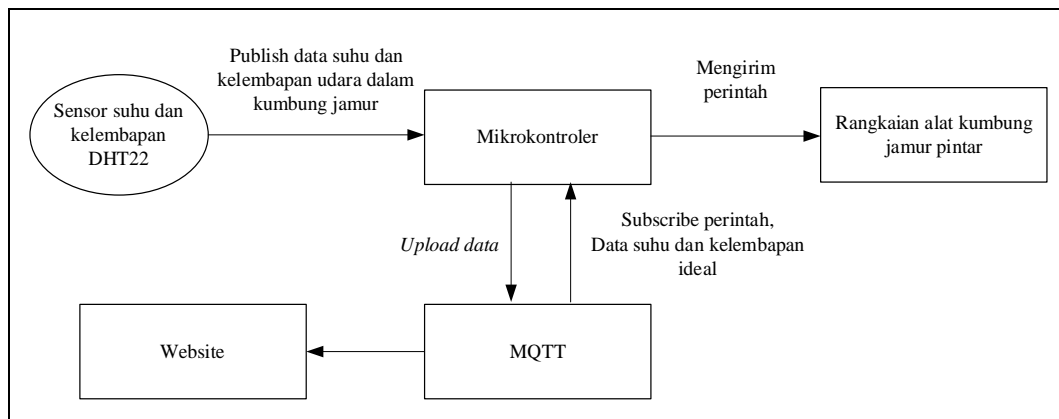 Publish data suhu dan
kelembapan udara dalam
kumbung jamur
Mengirim
perintah
Sensor suhu dan
kelembapan
DHT22
Mikrokontroler
Rangkaian alat kumbung
jamur pintar
Upload data
Subscribe perintah,
Data suhu dan kelembapan
ideal
Website
MQTT